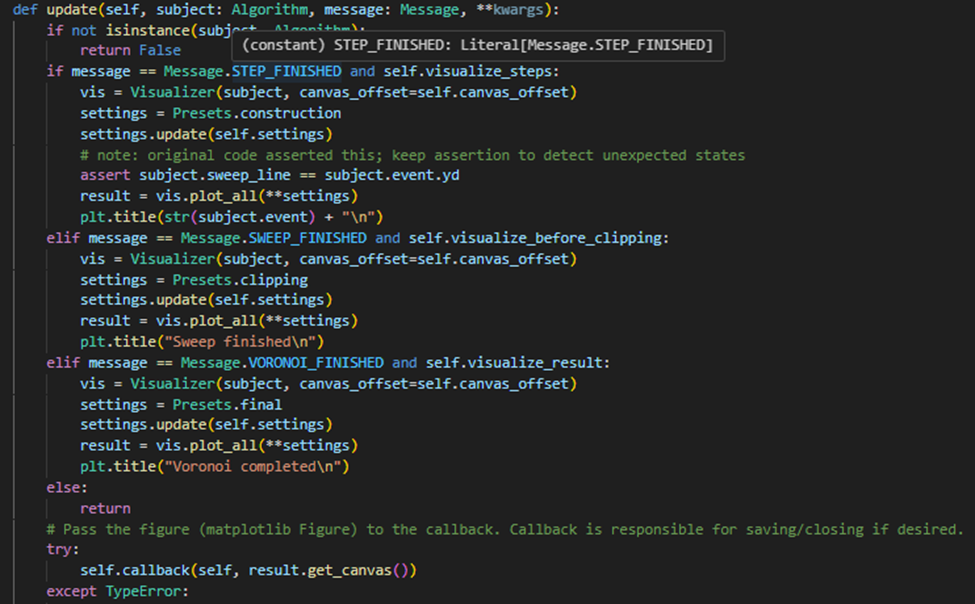 def update(self, subject: Algorithm, message: Message, **kwargs):
if not isinstance(subject, Algorithm):
(constant) STEP_FINISHED: Literal[Message.STEP_FINISHED]
return False
if message == Message.STEP_FINISHED and self.visualize_steps:
vis = Visualizer(subject, canvas_offset=self.canvas_offset)
settings = Presets.construction
settings.update(self.settings)
# note: original code asserted this; keep assertion to detect unexpected states
assert subject.sweep_line == subject.event.yd
result = vis.plot_all(**settings)
plt.title(str(subject.event) + "\n")
elif message == Message.SWEEP_FINISHED and self.visualize_before_clipping:
vis = Visualizer(subject, canvas_offset=self.canvas_offset)
settings = Presets.clipping
settings.update(self.settings)
result = vis.plot_all(**settings)
plt.title("Sweep finished\n")
elif message == Message.VORONOI_FINISHED and self.visualize_result:
vis = Visualizer(subject, canvas_offset=self.canvas_offset)
settings = Presets.final
settings.update(self.settings)
result = vis.plot_all(**settings)
plt.title("Voronoi completed\n")
else:
return
# Pass the figure (matplotlib Figure) to the callback. Callback is responsible for saving/closing if desired.
try:
self.callback(self, result.get_canvas())
except TypeError: